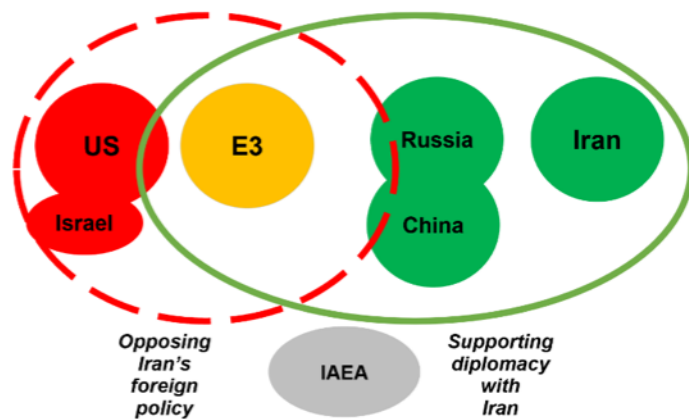 US
E3
Russia
Iran
Israel
China
Opposing
Iran's
foreign
policy
IAEA
Supporting
diplomacy
with
Iran